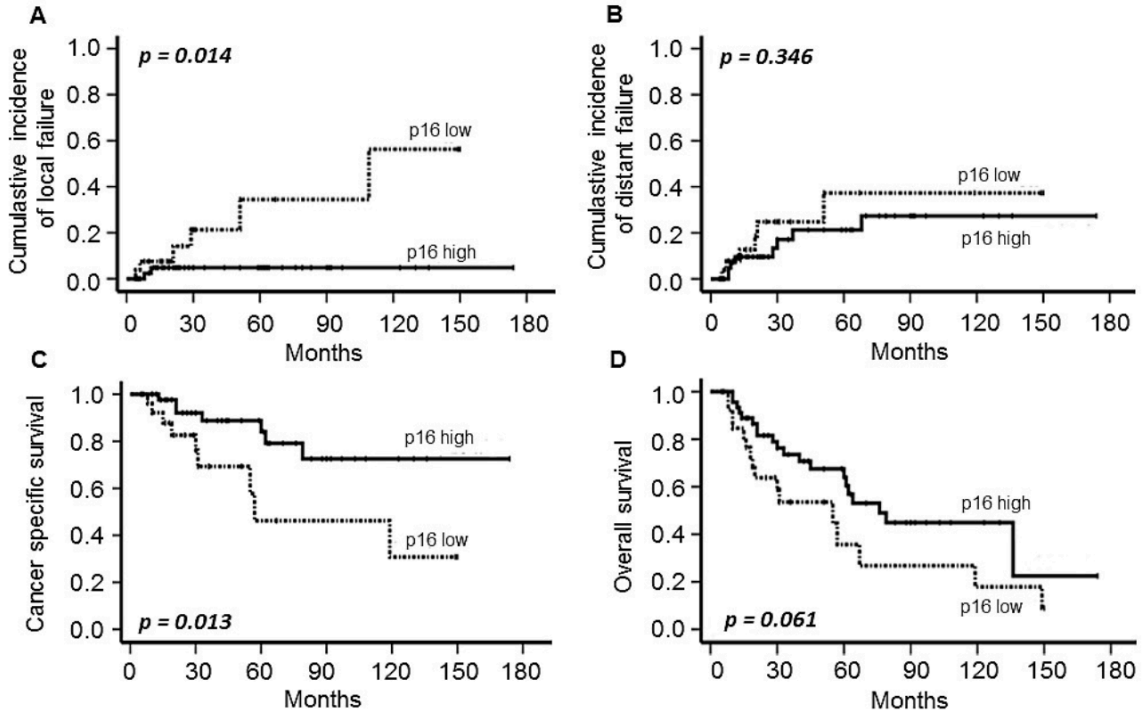 A
Cumulastive incidence
of local failure
1.0
0.8
0.6
0.4
0.2
0.0
p = 0.014
p16 low
p16 high
0 30 60 90 120 150 180
Months
B
Cumulastive incidence
of distant failure
1.0
0.8
0.6
0.4
0.2
0.0
p = 0.346
p16 low
p16 high
0 30 60 90 120 150 180
Months
C
Cancer specific survival
1.0
0.8
0.6
0.4
0.2
0.0
p16 high
p16 low
p = 0.013
0 30 60 90 120 150 180
Months
D
Overall survival
1.0
0.8
0.6
0.4
0.2
0.0
p16 high
p16 low
p = 0.061
0 30 60 90 120 150 180
Months